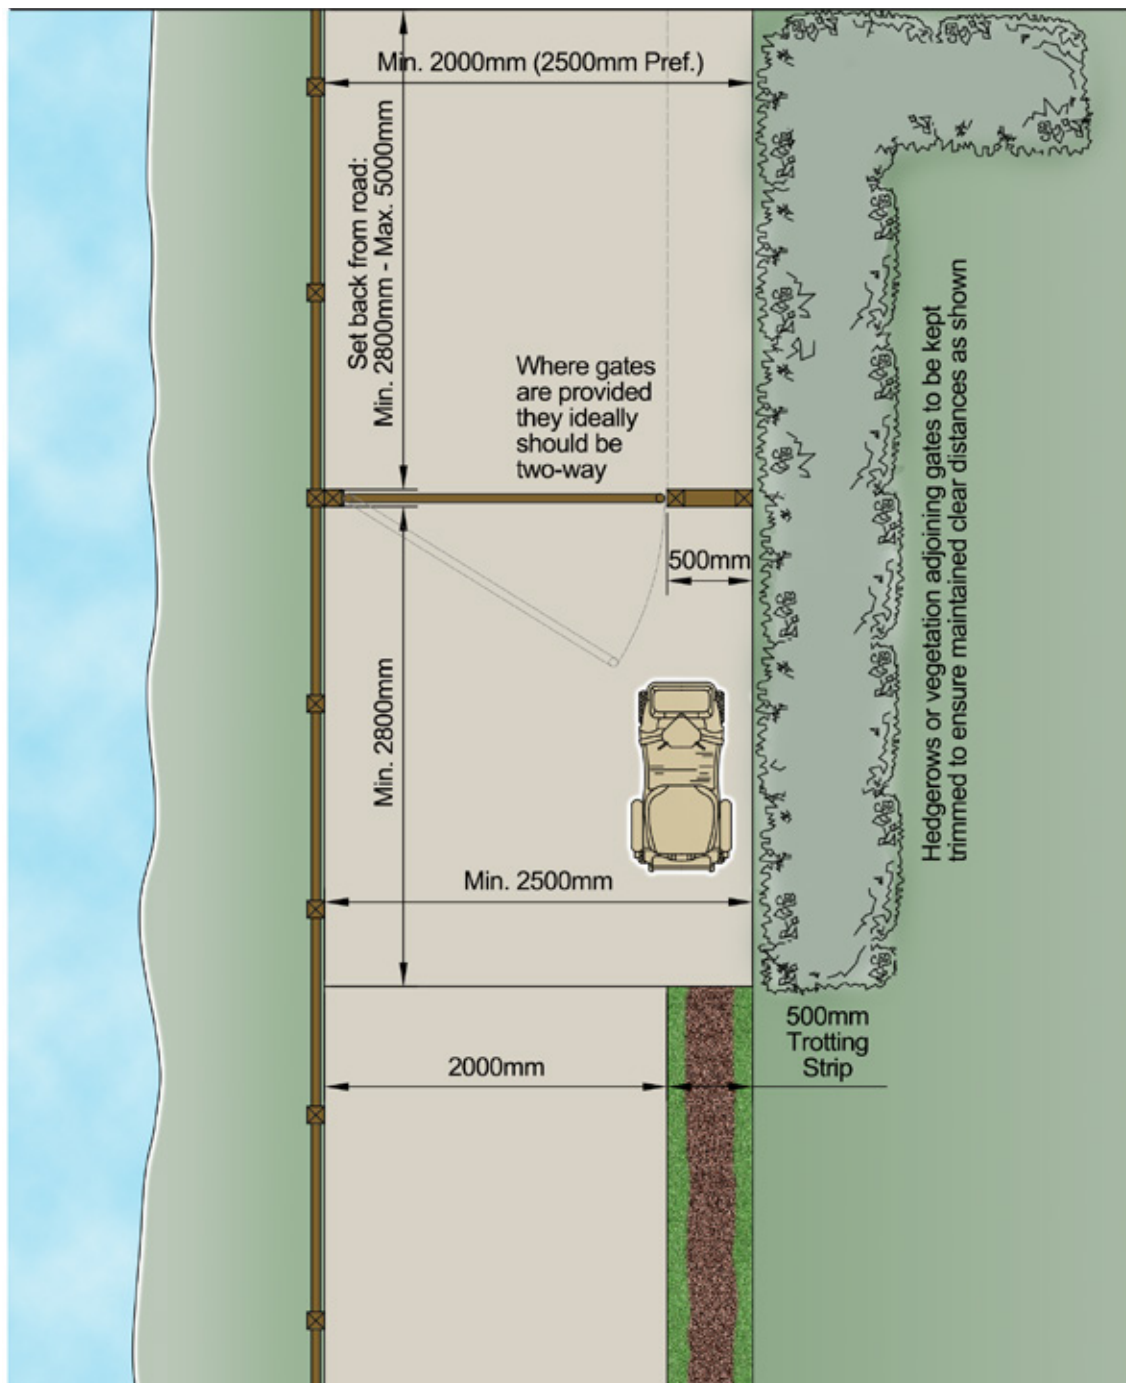 Min. 2000mm (2500mm Pref.)
Set back from road:
Min. 2800mm - Max. 5000mm
Where gates
are provided
they ideally
should be
two-way
500mm
Min. 2800mm
Min. 2500mm
Hedgerows or vegetation adjoining gates to be kept
trimmed to ensure maintained clear distances as shown
2000mm
500mm
Trotting
Strip